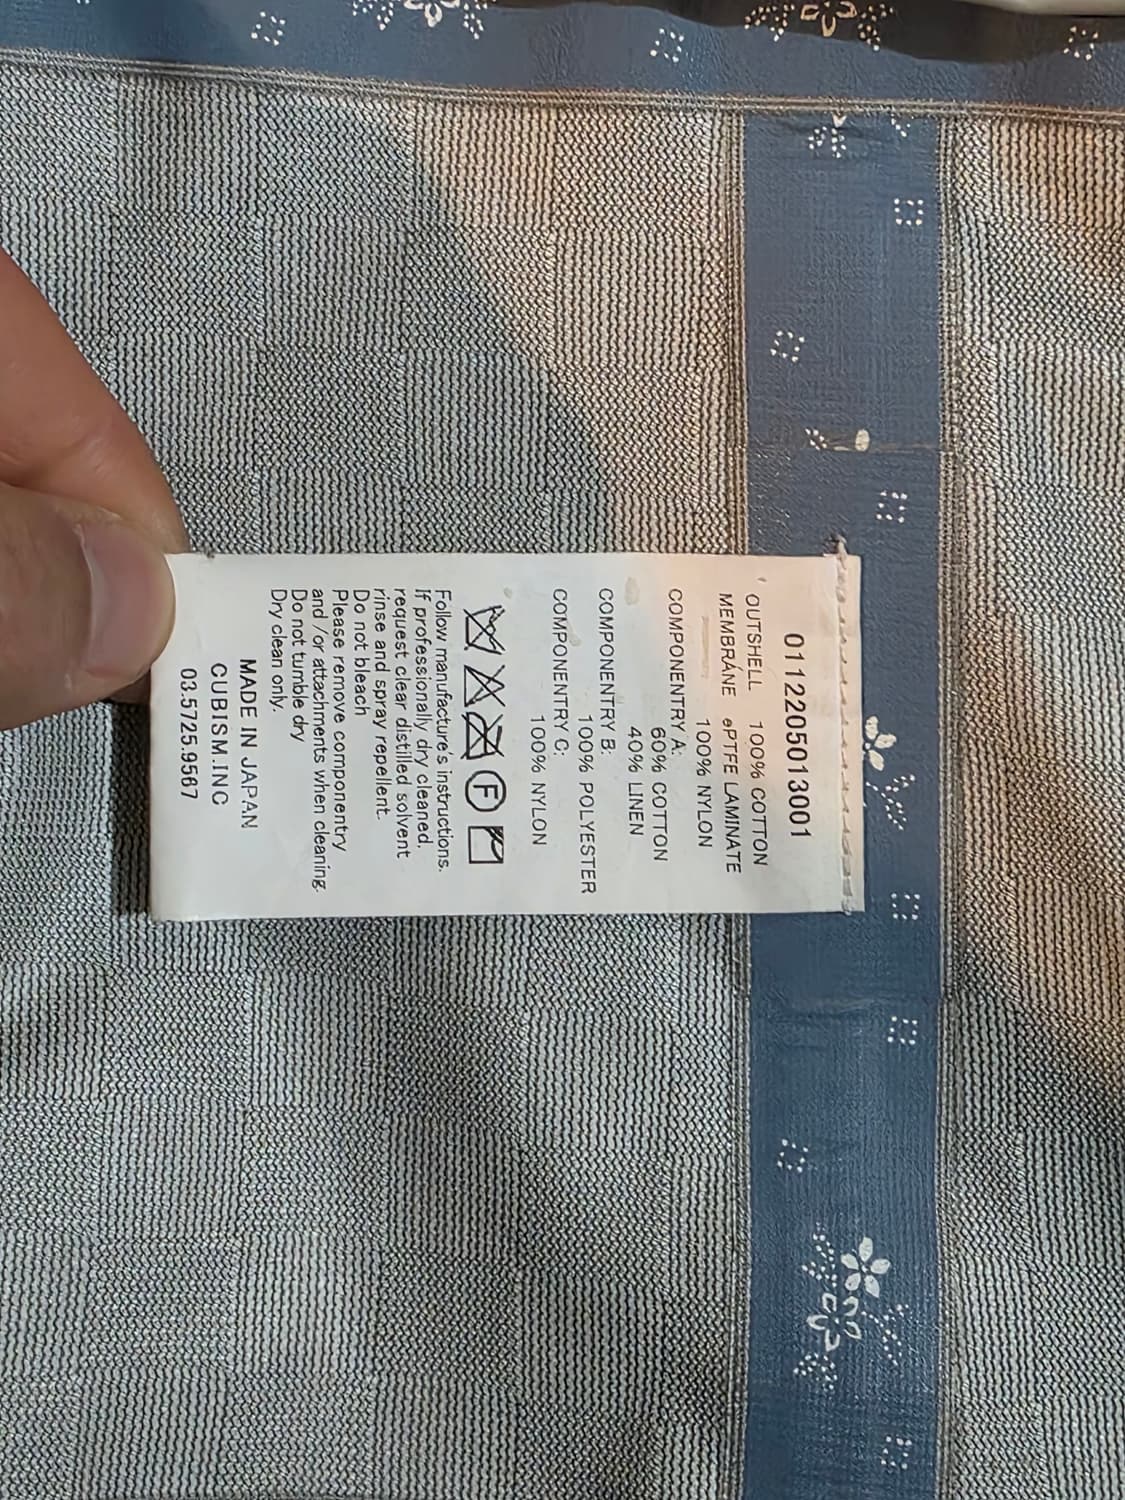 0112205013001
OUTSHELL 100% COTTON
MEMBRANE ePTFE LAMINATE
100% NYLON
COMPONENTRY A:
60% COTTON
40% LINEN
COMPONENTRY B:
100% POLYESTER
COMPONENTRY C:
100% NYLON
F
Follow manufacture's instructions.
If professionally dry cleaned,
request clear distilled solvent
rinse and spray repellent.
Do not bleach
Please remove componentry
and /or attachments when cleaning.
Do not tumble dry
Dry clean only.
MADE IN JAPAN
CUBISM.INC
03.5725.9567